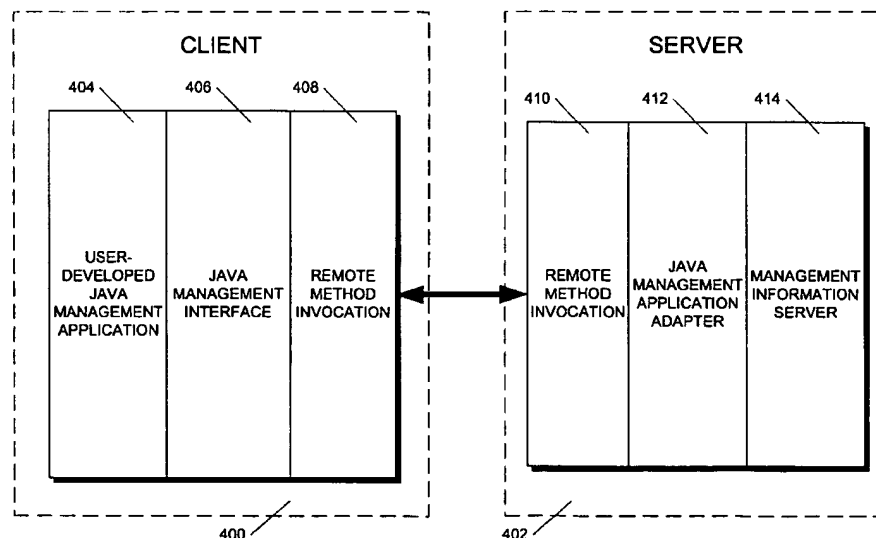 CLIENT
404
406
408
USER-
DEVELOPED
JAVA
MANAGEMENT
APPLICATION
JAVA
MANAGEMENT
INTERFACE
REMOTE
METHOD
INVOCATION
400
SERVER
410
412
414
REMOTE
METHOD
INVOCATION
JAVA
MANAGEMENT
APPLICATION
ADAPTER
MANAGEMENT
INFORMATION
SERVER
402